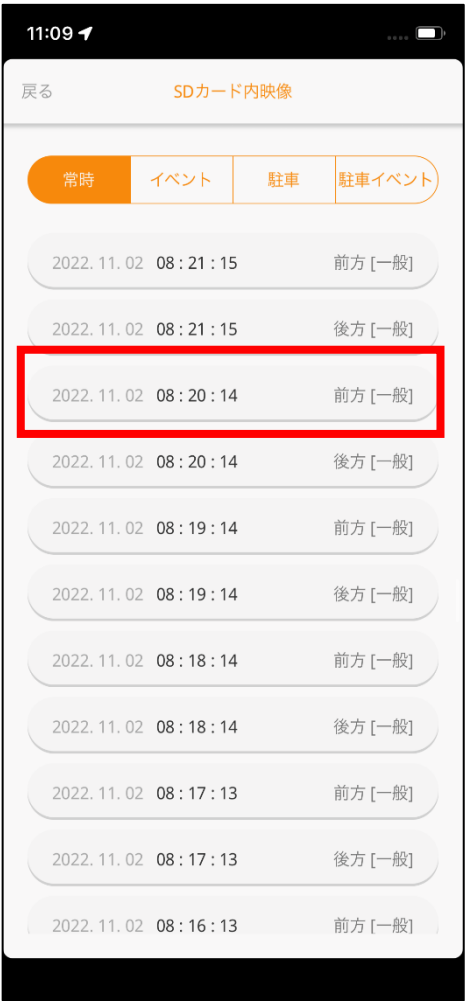 11:09
戻る SDカード内映像
常時 イベント 駐車 駐車イベント
2022. 11. 02 08 : 21 : 15 前方 [一般]
2022. 11. 02 08 : 21 : 15 後方 [一般]
2022. 11. 02 08 : 20 : 14 前方 [一般]
2022. 11. 02 08 : 20 : 14 後方 [一般]
2022. 11. 02 08 : 19 : 14 前方 [一般]
2022. 11. 02 08 : 19 : 14 後方 [一般]
2022. 11. 02 08 : 18 : 14 前方 [一般]
2022. 11. 02 08 : 18 : 14 後方 [一般]
2022. 11. 02 08 : 17 : 13 前方 [一般]
2022. 11. 02 08 : 17 : 13 後方 [一般]
2022. 11. 02 08 : 16 : 13 前方 [一般]